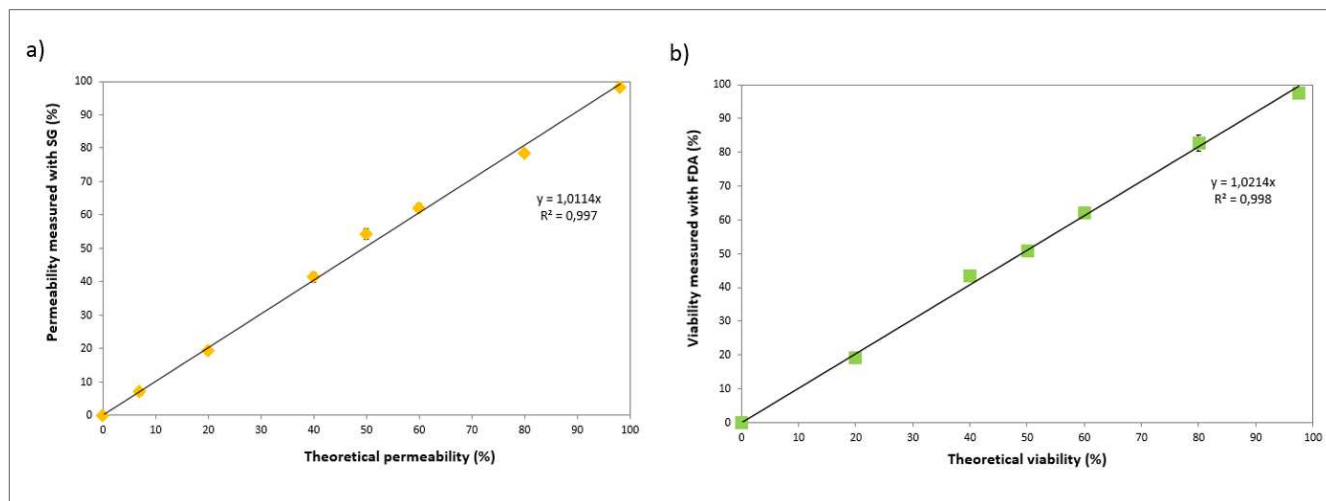 a)
Permeability measured with SG (%)
100
90
80
70
60
50
40
30
20
10
0
y = 1,0114x
R² = 0,997
0 10 20 30 40 50 60 70 80 90 100
Theoretical permeability (%)
b)
Viability measured with FDA (%)
100
90
80
70
60
50
40
30
20
10
0
y = 1,0214x
R² = 0,998
0 10 20 30 40 50 60 70 80 90 100
Theoretical viability (%)